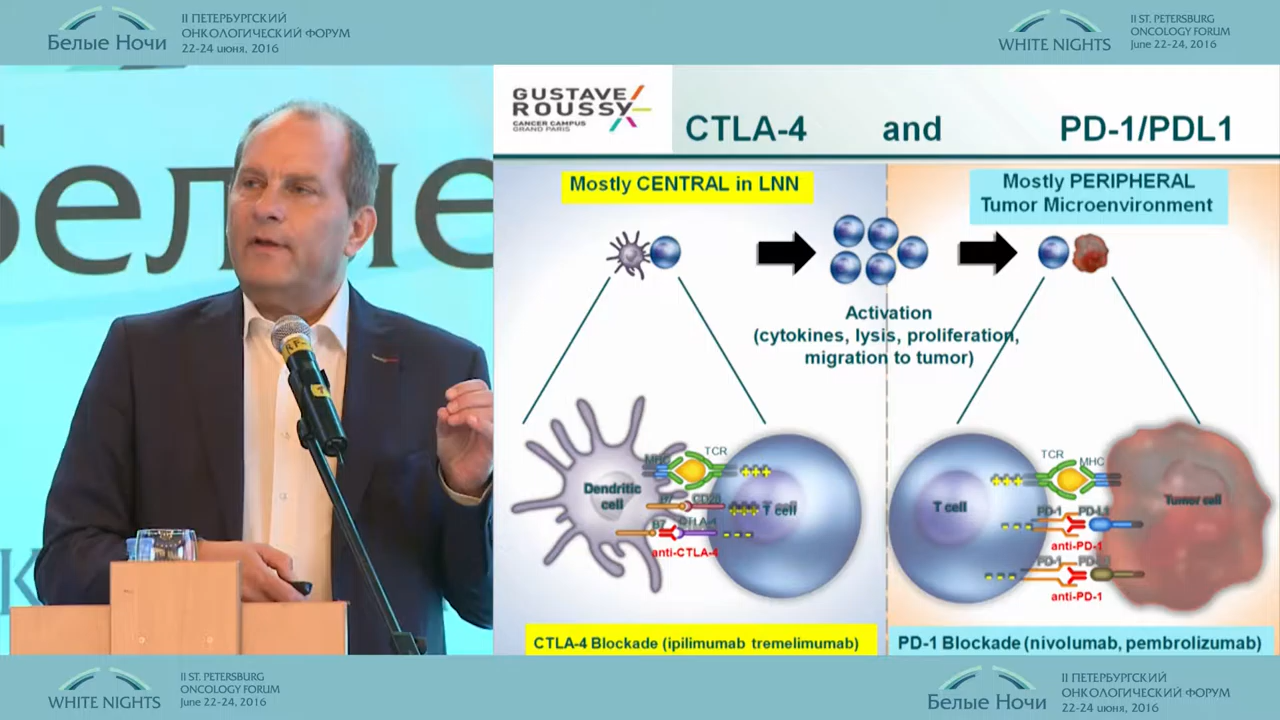 Белые Ночи
II ПЕТЕРБУРГСКИЙ
ОНКОЛОГИЧЕСКИЙ ФОРУМ
22-24 июня, 2016
WHITE NIGHTS
II ST. PETERSBURG
ONCOLOGY FORUM
June 22-24, 2016
GUSTAVE
ROUSSY
CANCER CAMPUS
GRAND PARIS
CTLA-4 and PD-1/PDL1
Mostly CENTRAL in LNN
Mostly PERIPHERAL
Tumor Microenvironment
Activation
(cytokines, lysis, proliferation,
migration to tumor)
Dendritic
cell
MHC
TCR
+++
B7
CD28
+++
T cell
B7
CTLA-4
---
anti-CTLA-4
T cell
TCR
MHC
+++
Tumor cell
PD-1
PD-L1
---
anti-PD-1
PD-1
---
anti-PD-1
CTLA-4 Blockade (ipilimumab tremelimumab)
PD-1 Blockade (nivolumab, pembrolizumab)
WHITE NIGHTS
II ST. PETERSBURG
ONCOLOGY FORUM
June 22-24, 2016
Белые Ночи
II ПЕТЕРБУРГСКИЙ
ОНКОЛОГИЧЕСКИЙ ФОРУМ
22-24 июня, 2016